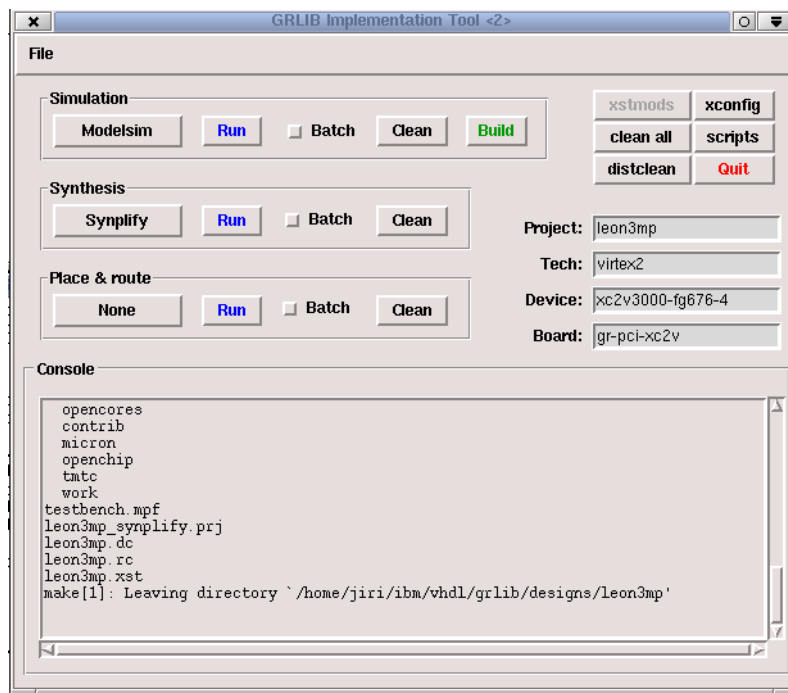 GRLIB Implementation Tool <2>
File
Simulation
Modelsim Run Batch Clean Build
xstmods xconfig
clean all scripts
distclean Quit
Synthesis
Synplify Run Batch Clean
Place & route
None Run Batch Clean
Project: leon3mp
Tech: virtex2
Device: xc2v3000-fg676-4
Board: gr-pci-xc2v
Console
opencores
contrib
micron
openchip
tmtc
work
testbench.mpf
leon3mp_synplify.prj
leon3mp.dc
leon3mp.rc
leon3mp.xst
make[1]: Leaving directory `/home/jiri/ibm/vhdl/grlib/designs/leon3mp'